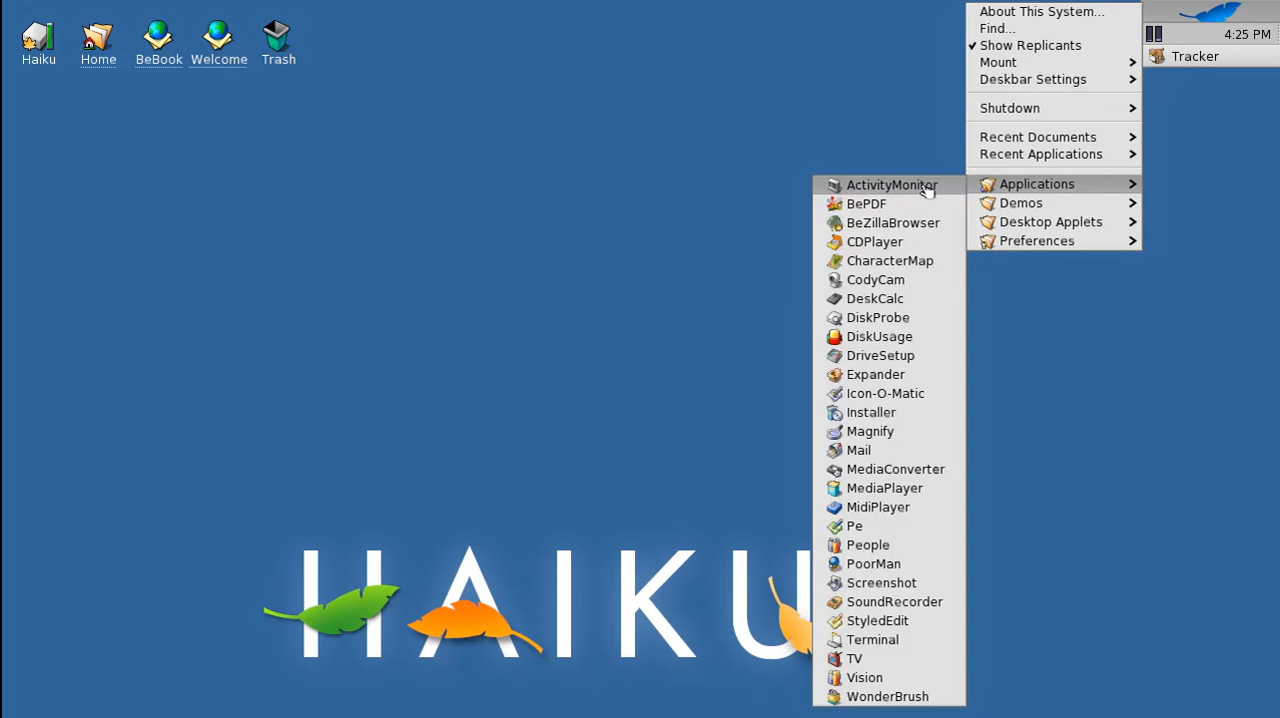 Haiku
Home
BeBook
Welcome
Trash
About This System...
Find...
Show Replicants
Mount
Deskbar Settings
Shutdown
Recent Documents
Recent Applications
Applications
Demos
Desktop Applets
Preferences
4:25 PM
Tracker
ActivityMonitor
BePDF
BeZillaBrowser
CDPlayer
CharacterMap
CodyCam
DeskCalc
DiskProbe
DiskUsage
DriveSetup
Expander
Icon-O-Matic
Installer
Magnify
Mail
MediaConverter
MediaPlayer
MidiPlayer
Pe
People
PoorMan
Screenshot
SoundRecorder
StyledEdit
Terminal
TV
Vision
WonderBrush
HAIKU